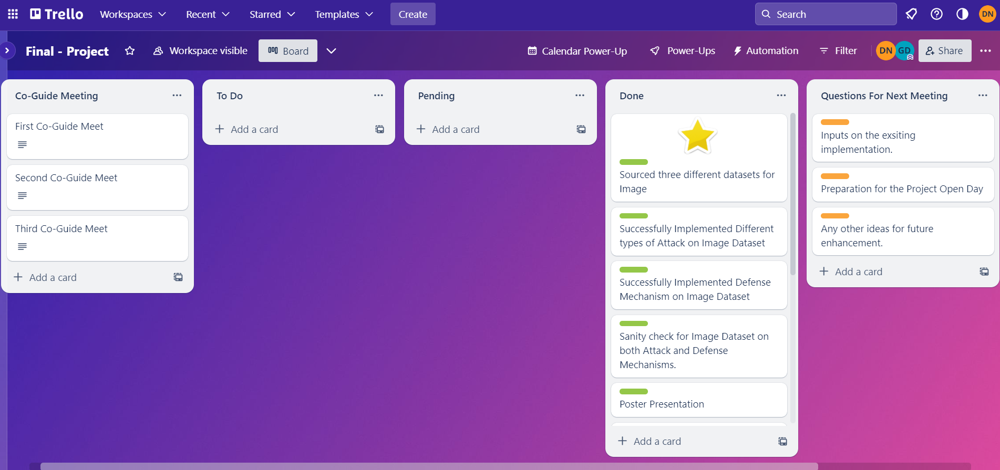 Trello Workspaces Recent Starred Templates Create Search DN
Final - Project Workspace visible Board Calendar Power-Up Power-Ups Automation Filter DN GD Share
Co-Guide Meeting
First Co-Guide Meet
Second Co-Guide Meet
Third Co-Guide Meet
Add a card
To Do
Add a card
Pending
Add a card
Done
Sourced three different datasets for
Image
Successfully Implemented Different
types of Attack on Image Dataset
Successfully Implemented Defense
Mechanism on Image Dataset
Sanity check for Image Dataset on
both Attack and Defense
Mechanisms.
Poster Presentation
Add a card
Questions For Next Meeting
Inputs on the exsiting
implementation.
Preparation for the Project Open Day
Any other ideas for future
enhancement.
Add a card